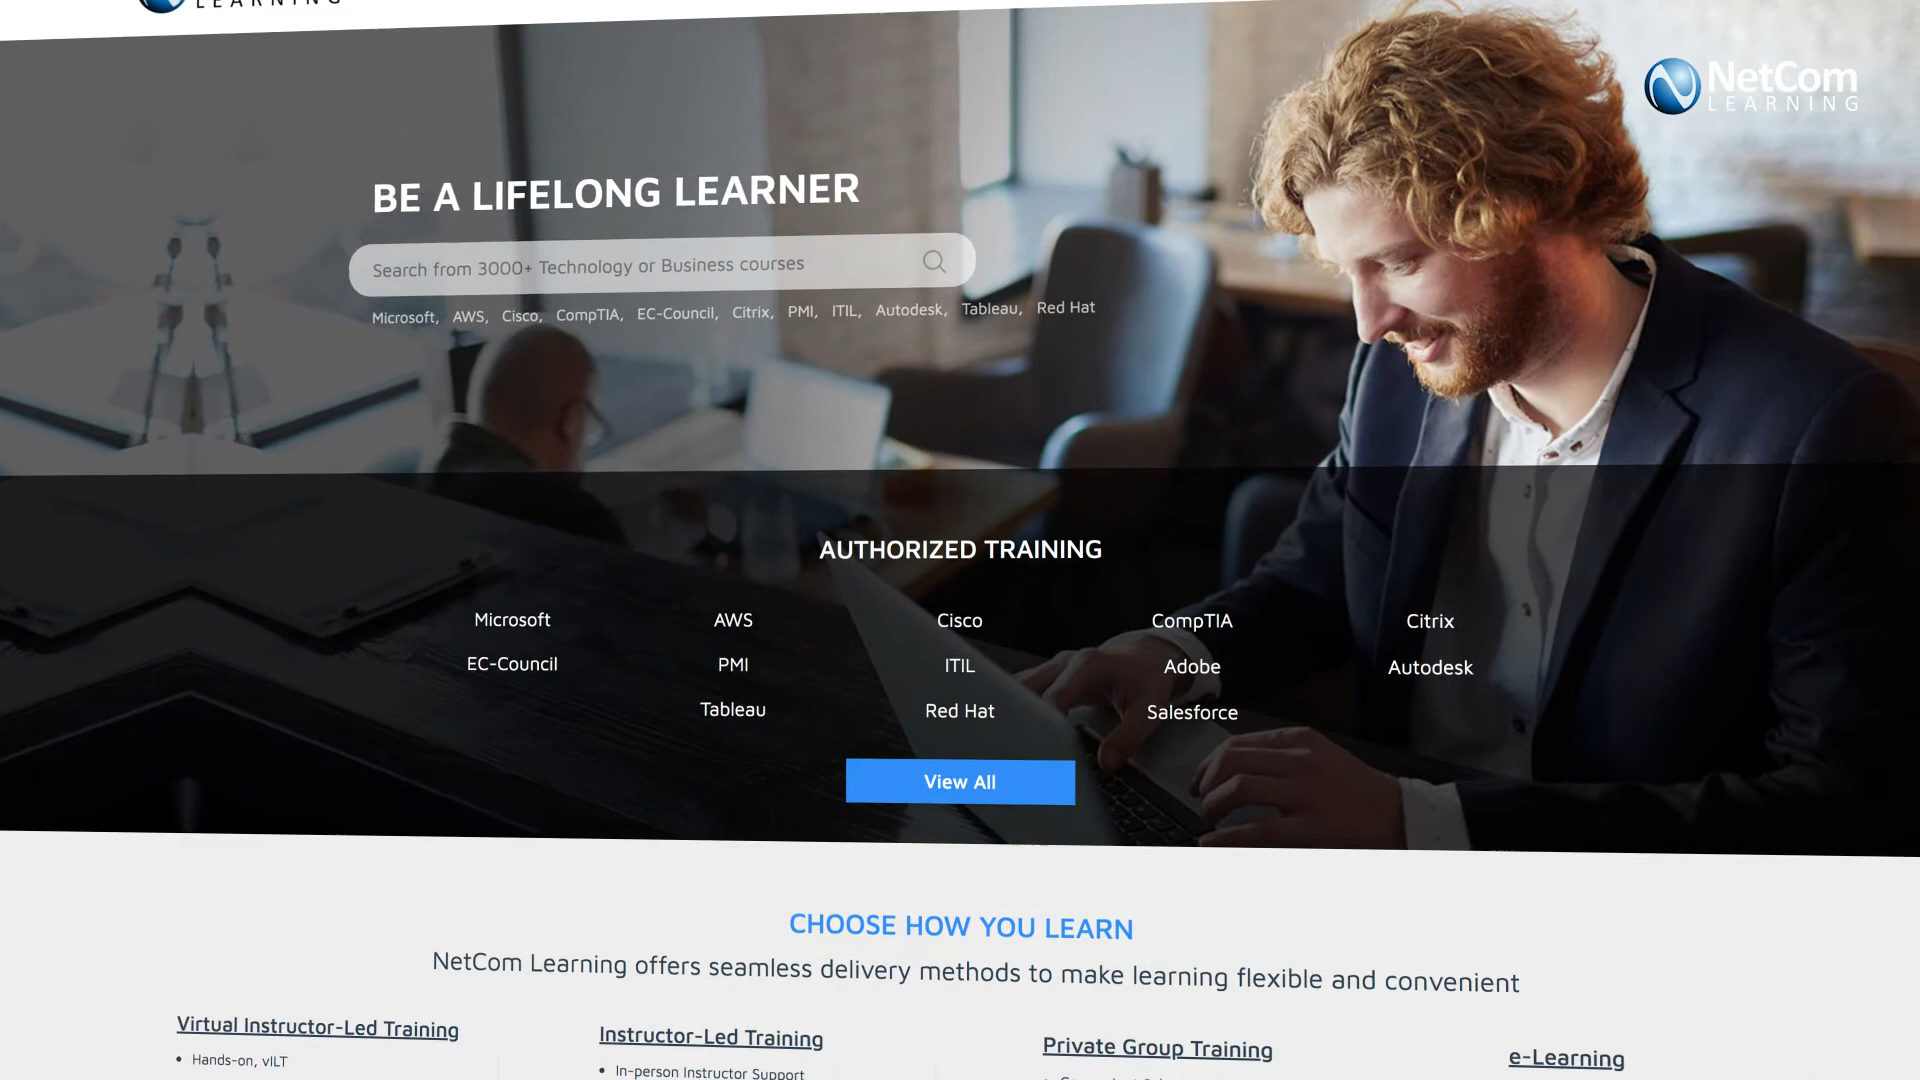 LEARNING
NetCom
LEARNING
BE A LIFELONG LEARNER
Search from 3000+ Technology or Business courses
Microsoft, AWS, Cisco, CompTIA, EC-Council, Citrix, PMI, ITIL, Autodesk, Tableau, Red Hat
AUTHORIZED TRAINING
Microsoft AWS Cisco CompTIA Citrix
EC-Council PMI ITIL Adobe Autodesk
Tableau Red Hat Salesforce
View All
CHOOSE HOW YOU LEARN
NetCom Learning offers seamless delivery methods to make learning flexible and convenient
Virtual Instructor-Led Training Instructor-Led Training Private Group Training e-Learning
• Hands-on, vILT
• In-person Instructor Support